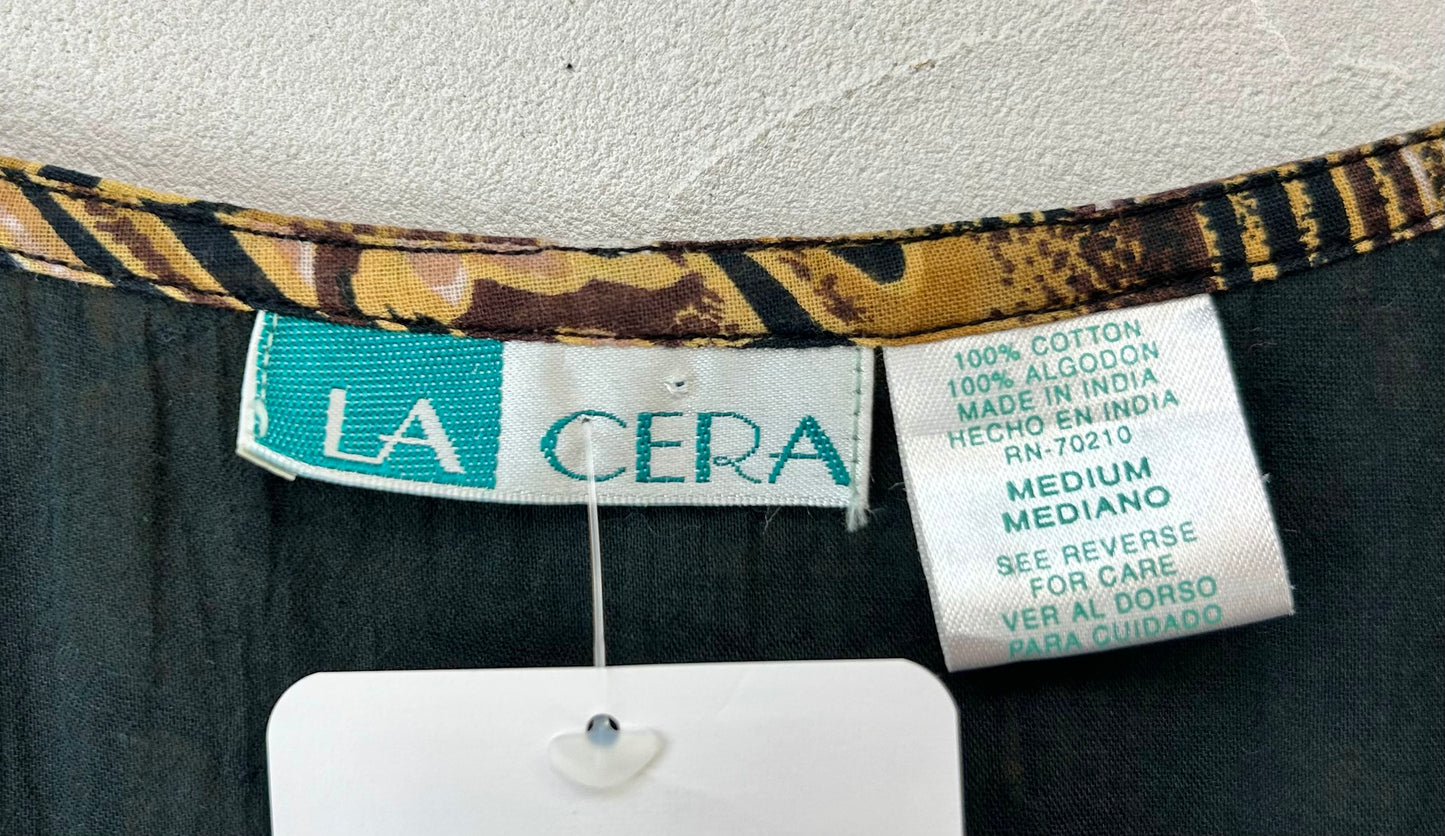 LA CERA
100% COTTON
100% ALGODON
MADE IN INDIA
HECHO EN INDIA
RN-70210
MEDIUM
MEDIANO
SEE REVERSE
FOR CARE
VER AL DORSO
PARA CUIDADO